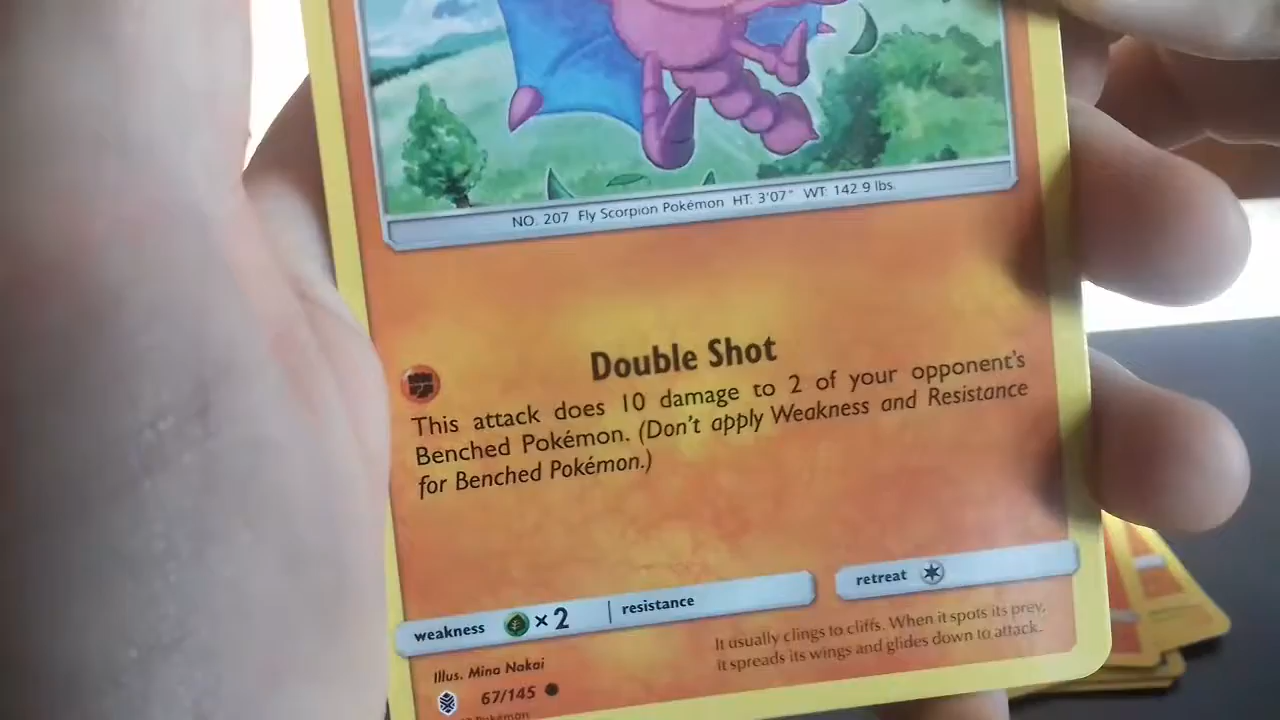 NO. 207 Fly Scorpion Pokémon HT: 3'07" WT: 142.9 lbs.
Double Shot
This attack does 10 damage to 2 of your opponent's
Benched Pokémon. (Don't apply Weakness and Resistance
for Benched Pokémon.)
weakness ×2 resistance
retreat
It usually clings to cliffs. When it spots its prey,
it spreads its wings and glides down to attack.
Illus. Mina Nakai
67/145
Pokémon